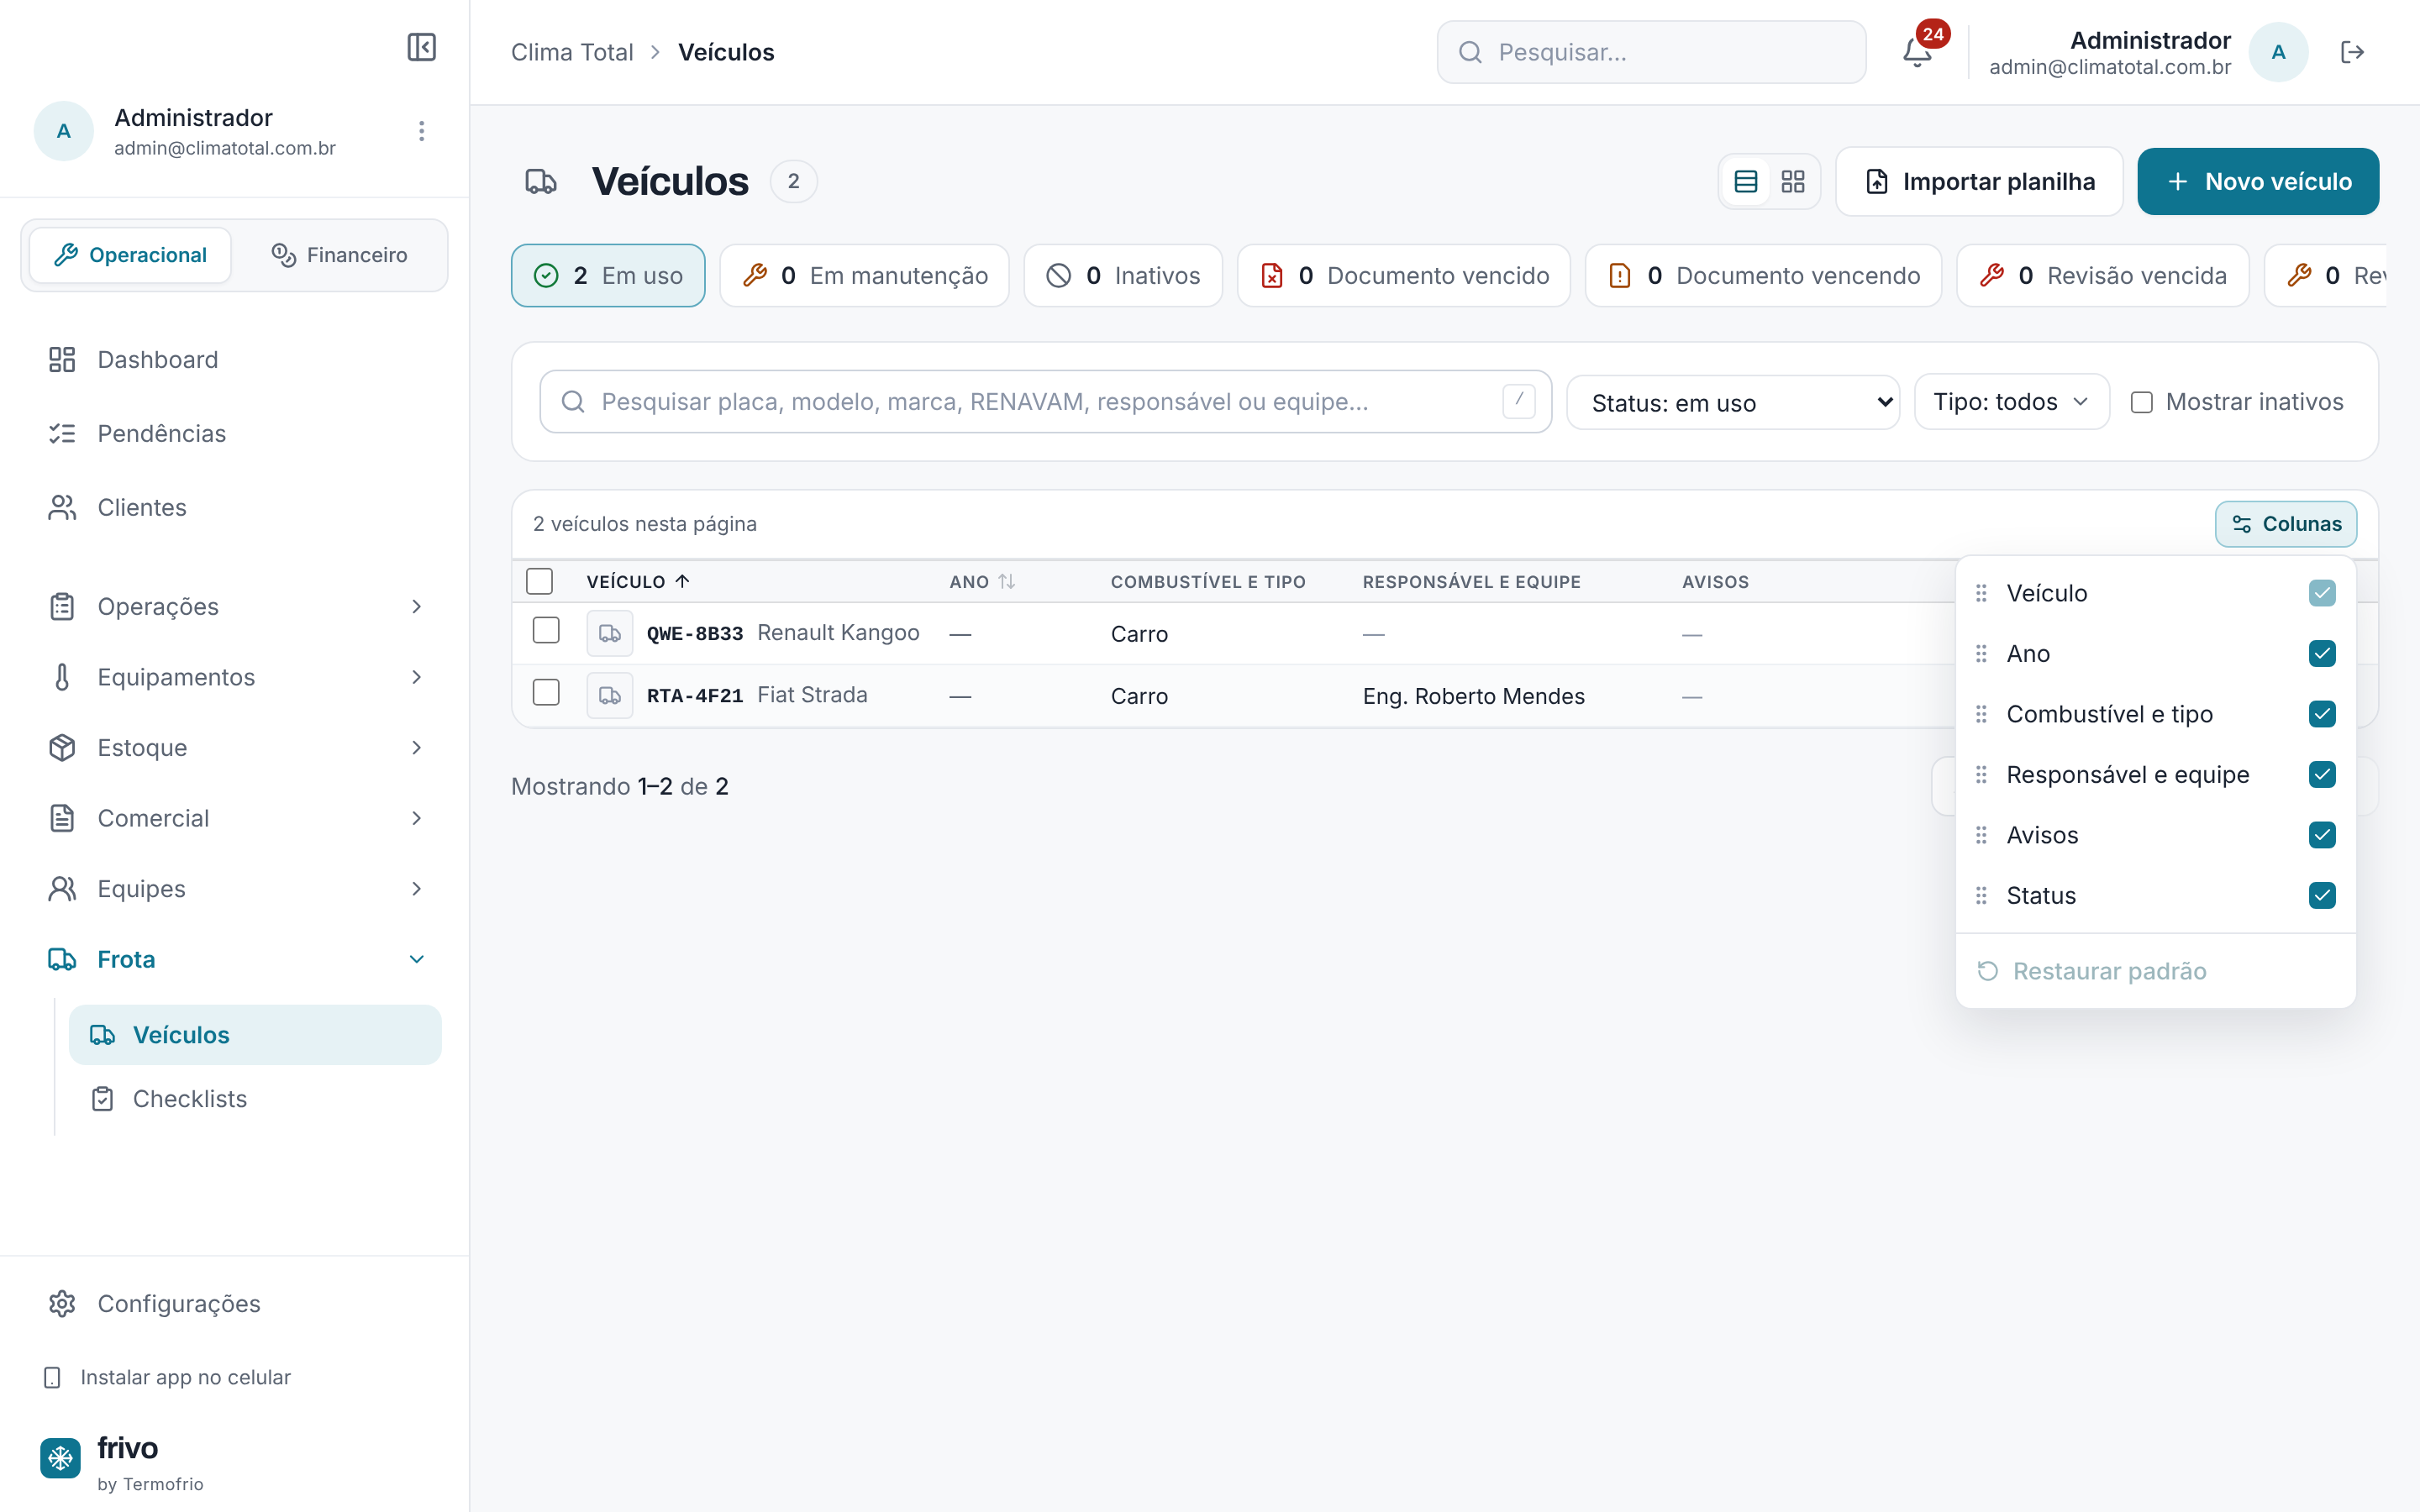 Clima Total
Veículos
Pesquisar...
24
Administrador
admin@climatotal.com.br
A
A
Administrador
admin@climatotal.com.br
Operacional
Financeiro
Dashboard
Pendências
Clientes
Operações
Equipamentos
Estoque
Comercial
Equipes
Frota
Veículos
Checklists
Configurações
Instalar app no celular
frivo
by Termofrio
Veículos 2
Importar planilha
Novo veículo
2 Em uso
0 Em manutenção
0 Inativos
0 Documento vencido
0 Documento vencendo
0 Revisão vencida
0
Pesquisar placa, modelo, marca, RENAVAM, responsável ou equipe...
/
Status: em uso
Tipo: todos
Mostrar inativos
2 veículos nesta página
Colunas
VEÍCULO ANO COMBUSTÍVEL E TIPO RESPONSÁVEL E EQUIPE AVISOS
QWE-8B33 Renault Kangoo — Carro — —
RTA-4F21 Fiat Strada — Carro Eng. Roberto Mendes —
Mostrando 1–2 de 2
Veículo
Ano
Combustível e tipo
Responsável e equipe
Avisos
Status
Restaurar padrão